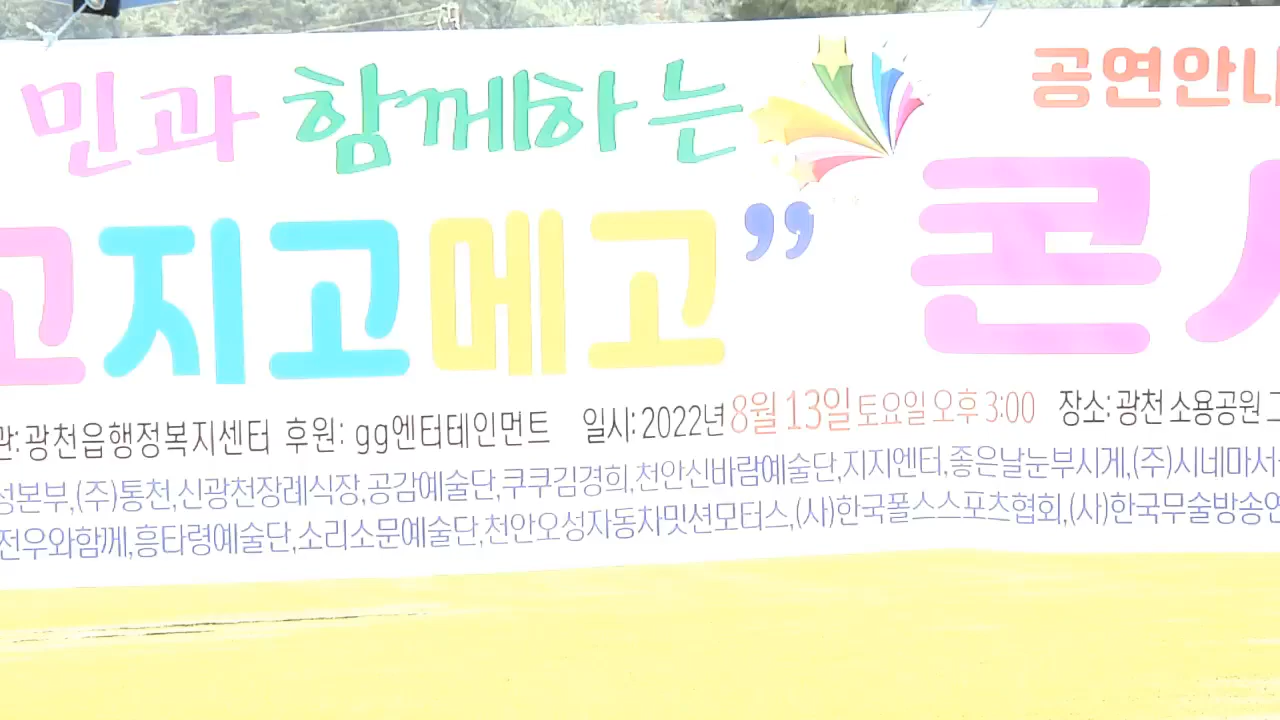 민과 함께하는
공연안내
고지고메고” 콘서
관:광천읍행정복지센터 후원: gg엔터테인먼트 일시:2022년 8월 13일 토요일 오후 3:00 장소:광천 소용공원
성본부,(주)통천,신광천장례식장,공감예술단,쿠쿠김경희,천안신바람예술단,지지엔터,좋은날눈부시게,(주)시네마서
전우와함께,흥타령예술단,소리소문예술단,천안오성자동차밋션모터스,(사)한국폴스스포츠협회,(사)한국무술방송연